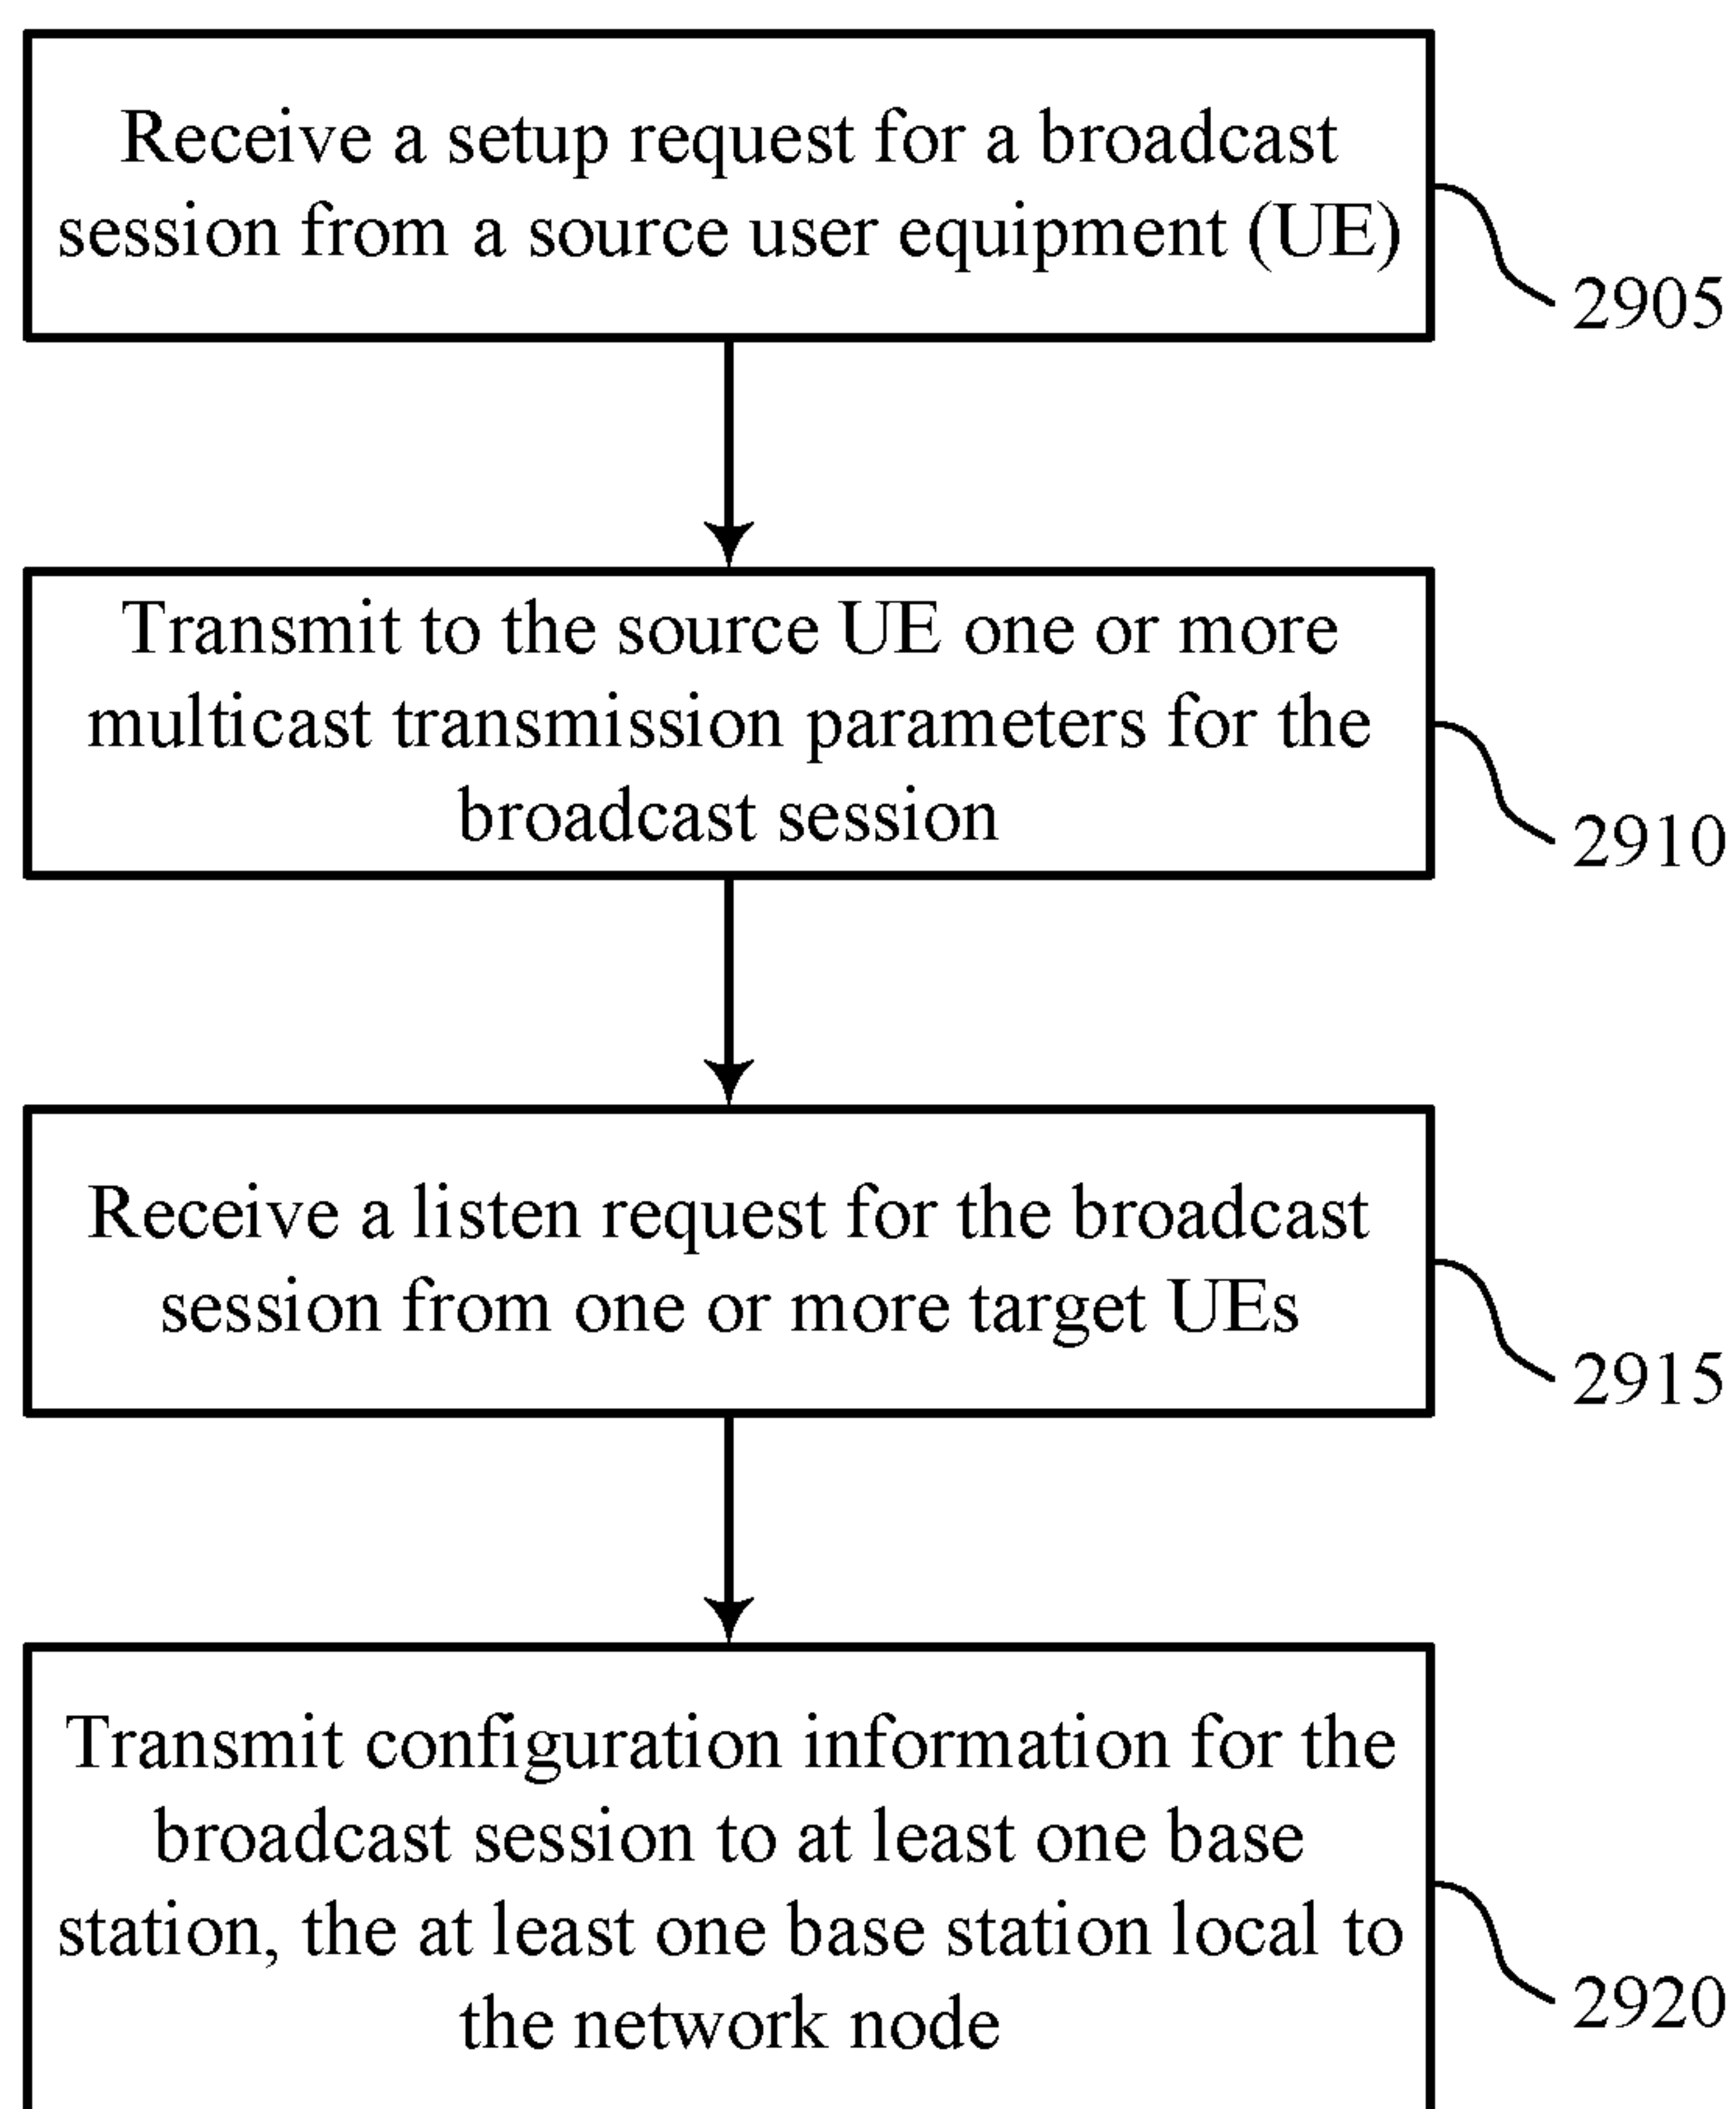 Receive a setup request for a broadcast
session from a source user equipment (UE)
2905
Transmit to the source UE one or more
multicast transmission parameters for the
broadcast session
2910
Receive a listen request for the broadcast
session from one or more target UEs
2915
Transmit configuration information for the
broadcast session to at least one base
station, the at least one base station local to
the network node
2920